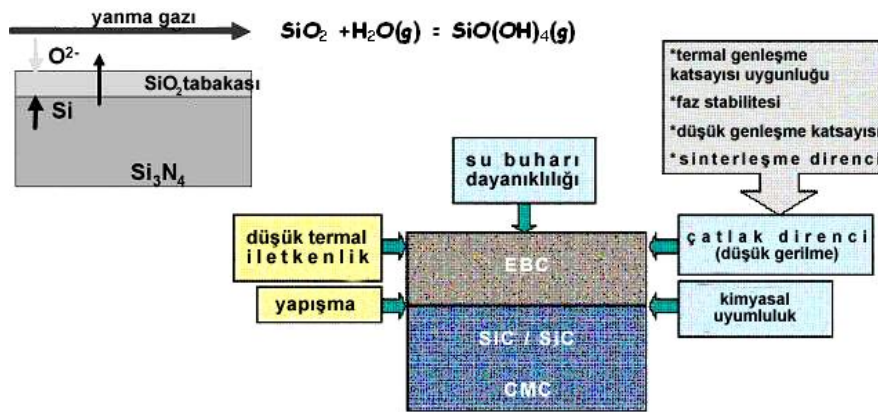 yanma gazı
SiO₂ +H₂O(g) = SiO(OH)₄(g)
O²⁻
SiO₂ tabakası
Si
Si₃N₄
*termal genleşme
katsayısı uygunluğu
*faz stabilitesi
*düşük genleşme katsayısı
*sinterleşme direnci
su buharı
dayanıklılığı
düşük termal
iletkenlik
EBC
çatlak direnci
(düşük gerilme)
yapışma
kimyasal
uyumluluk
SIC / SIC
CMC